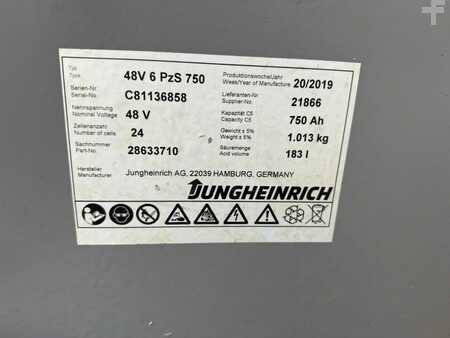 Typ
Type
48V 6 PzS 750
Produktionswoche/Jahr
Week/Year of Manufacture
20/2019
Serien-Nr.
Serial-No.
C81136858
Lieferanten-Nr.
Supplier-No.
21866
Nennspannung
Nominal Voltage
48 V
Kapazität C5
Capacity C5
750 Ah
Zellenanzahl
Number of cells
24
Gewicht ± 5%
Weight ± 5%
1.013 kg
Sachnummer
Part-No.
28633710
Säuremenge
Acid volume
183 l
Hersteller
Manufacturer
Jungheinrich AG, 22039 HAMBURG, GERMANY
JUNGHEINRICH